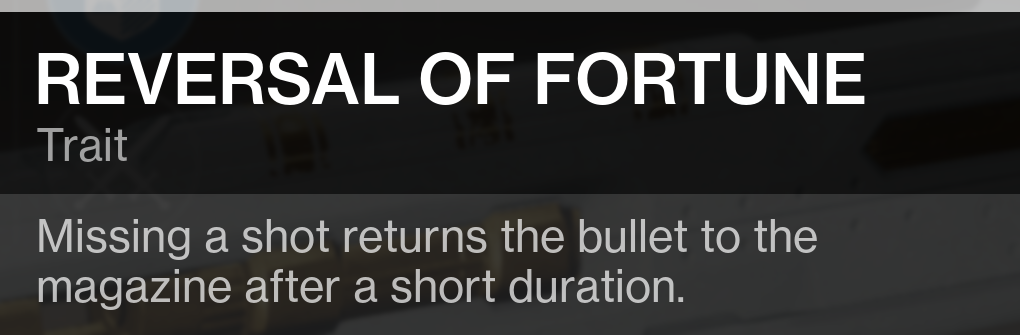 REVERSAL OF FORTUNE
Trait
Missing a shot returns the bullet to the
magazine after a short duration.